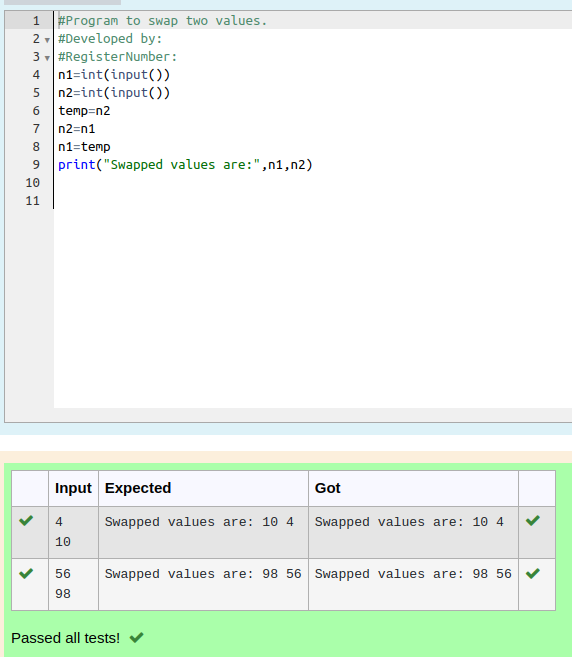 1 #Program to swap two values.
2 #Developed by:
3 #RegisterNumber:
4 n1=int(input())
5 n2=int(input())
6 temp=n2
7 n2=n1
8 n1=temp
9 print("Swapped values are:",n1,n2)
10
11
Input Expected Got
4 Swapped values are: 10 4 Swapped values are: 10 4
10
56 Swapped values are: 98 56 Swapped values are: 98 56
98
Passed all tests!